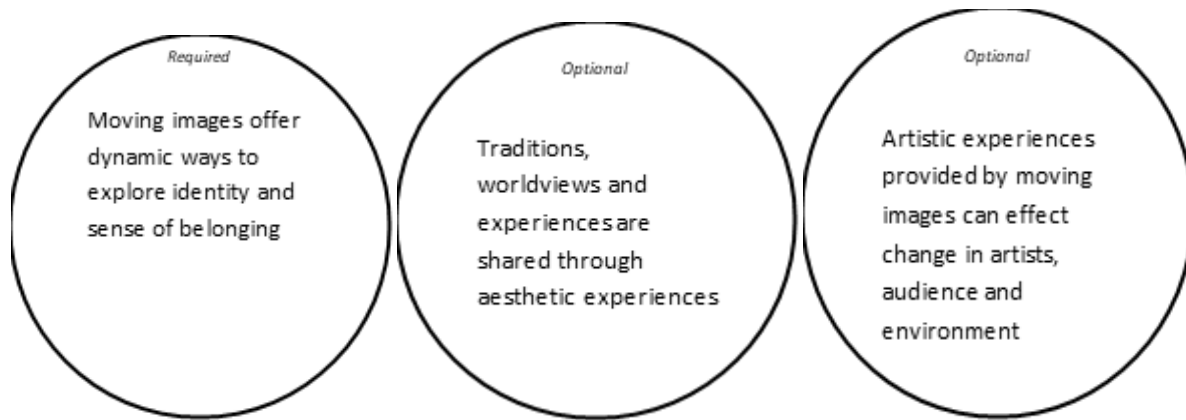 Required
Moving images offer
dynamic ways to
explore identity and
sense of belonging
Optional
Traditions,
worldviews and
experiences are
shared through
aesthetic experiences
Optional
Artistic experiences
provided by moving
images can effect
change in artists,
audience and
environment